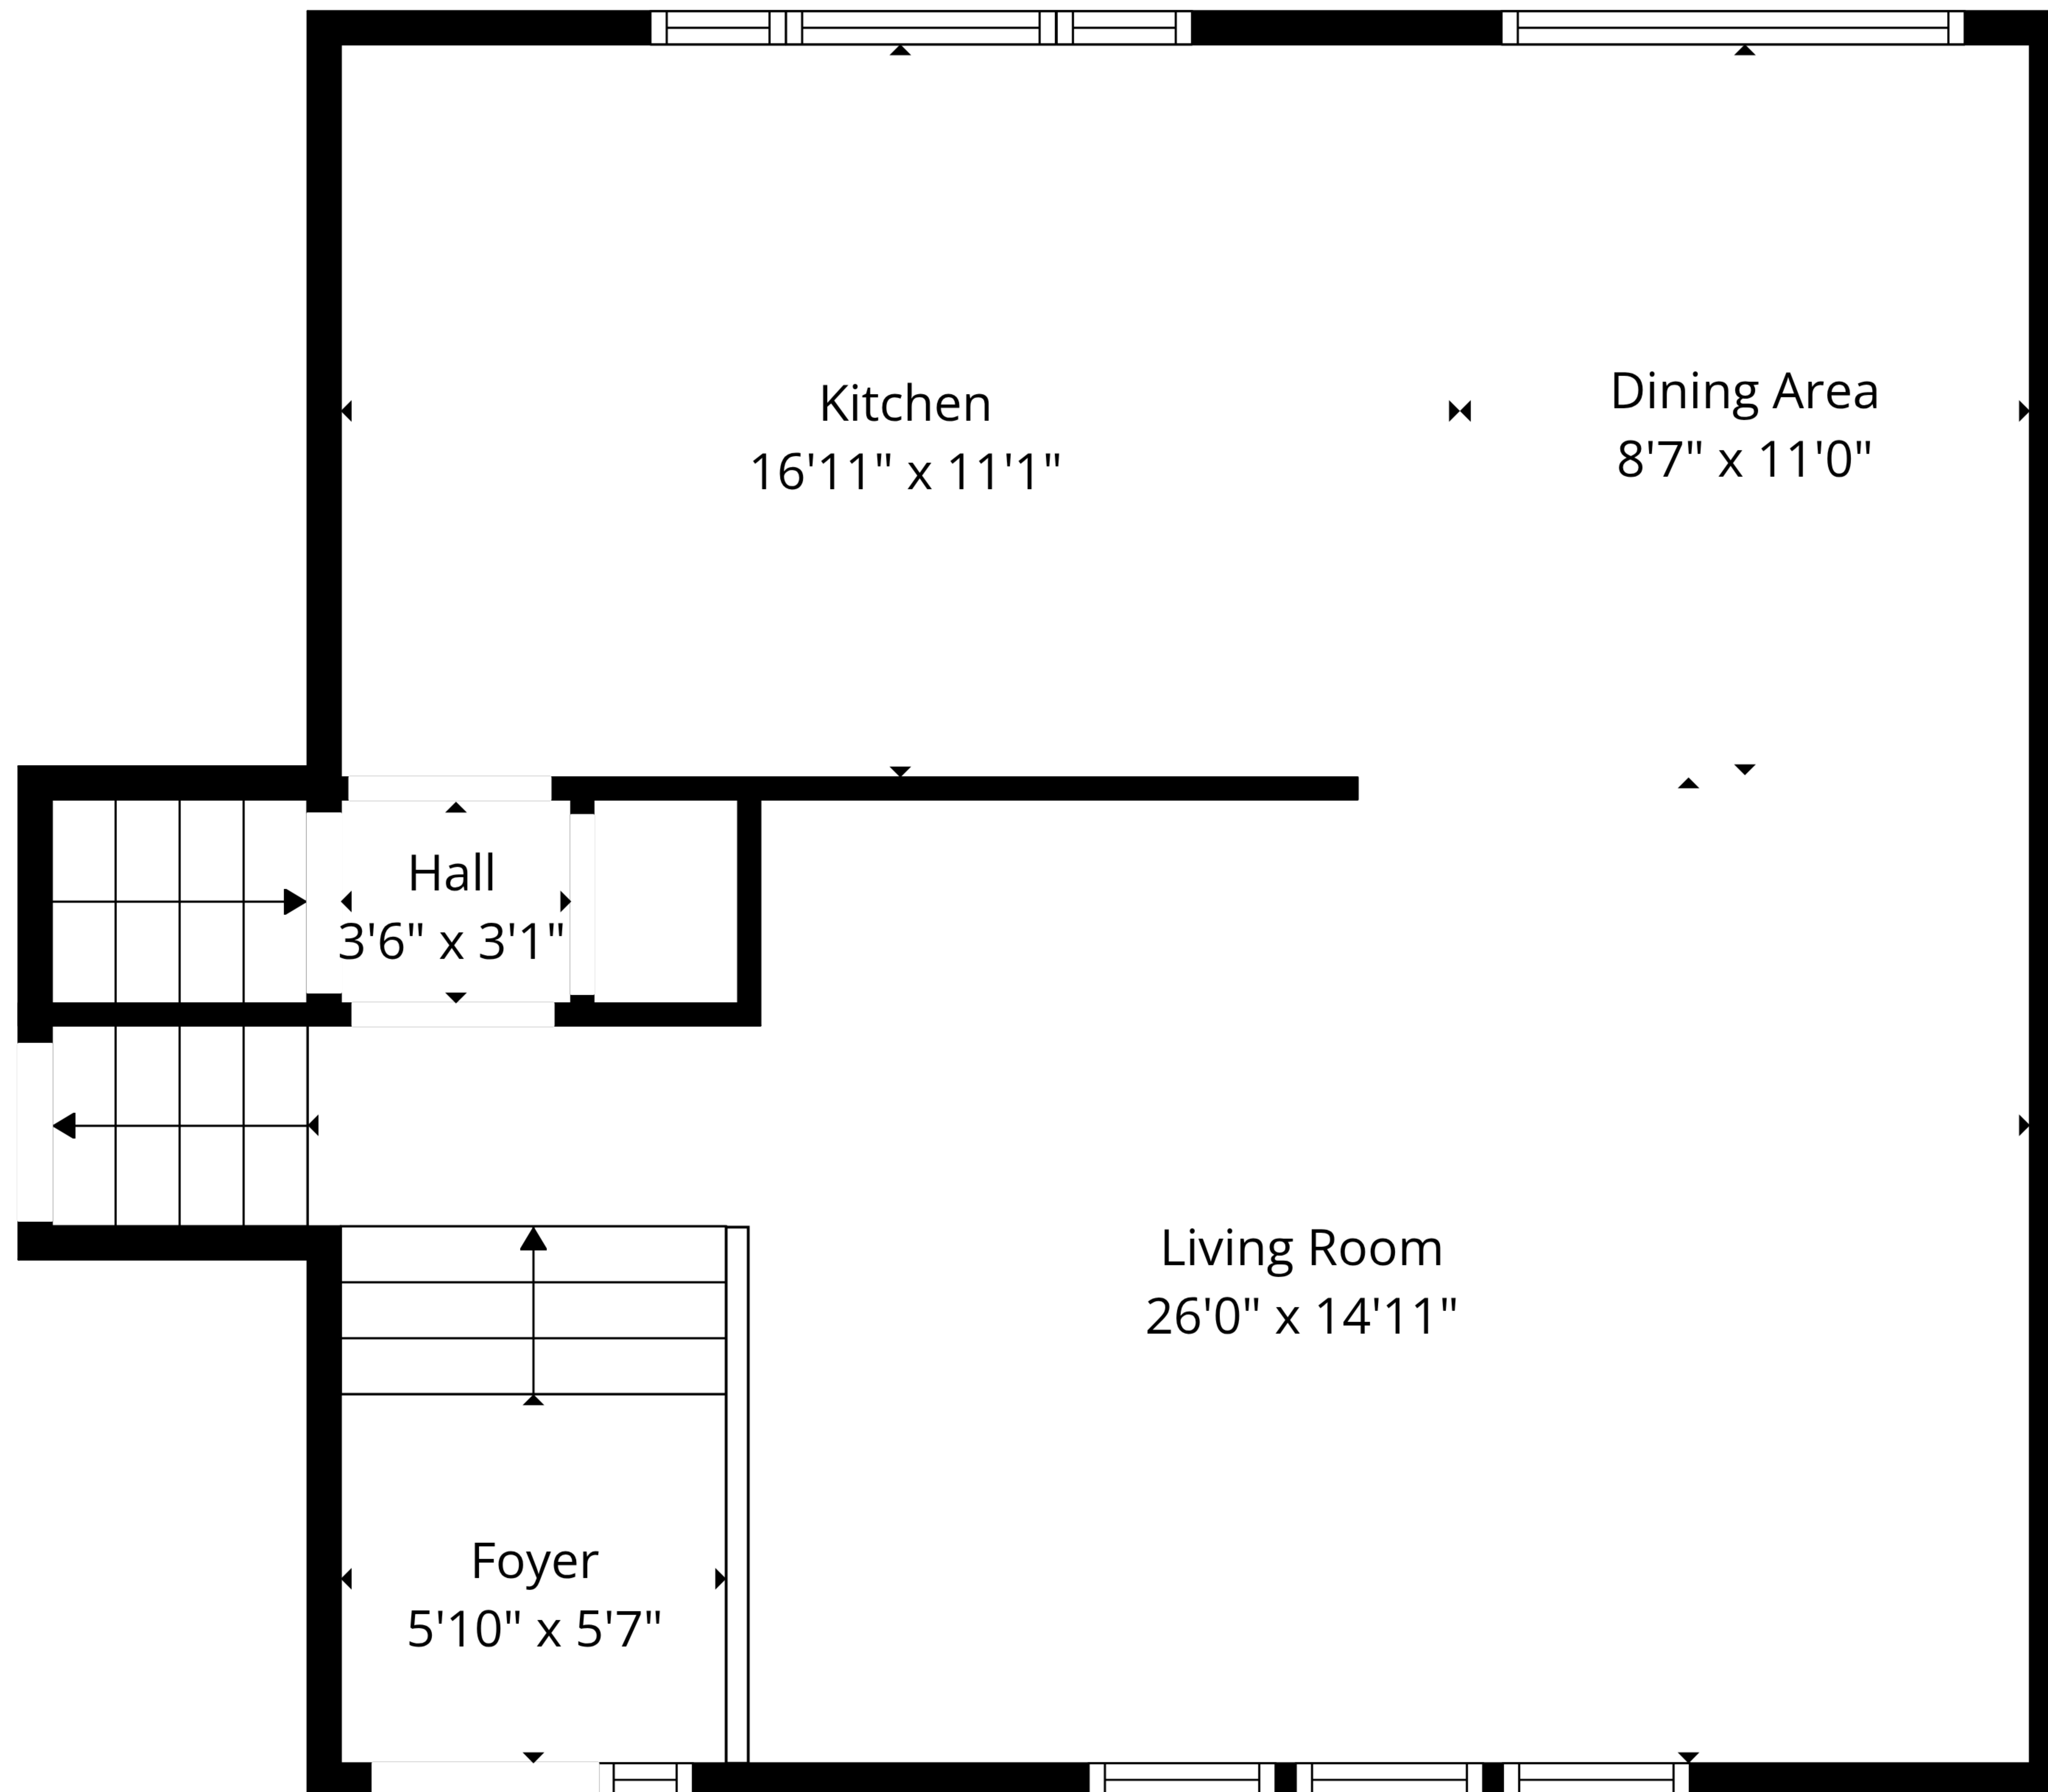 Kitchen
16'11" x 11'1"
Dining Area
8'7" x 11'0"
Hall
3'6" x 3'1"
Living Room
26'0" x 14'11"
Foyer
5'10" x 5'7"